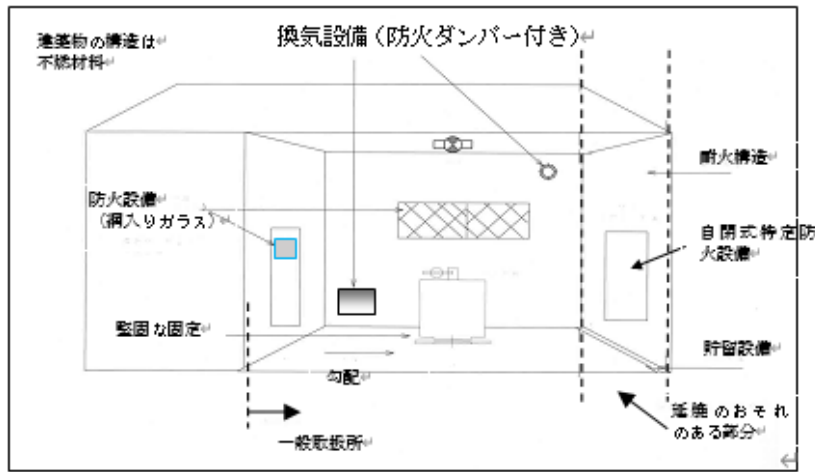 建築物の構造は
不燃材料
換気設備（防火ダンパー付き）
耐火構造
防火設備
（網入りガラス）
自閉式特定防
火設備
堅固な固定
貯留設備
勾配
延焼のおそれ
のある部分
一般取扱所